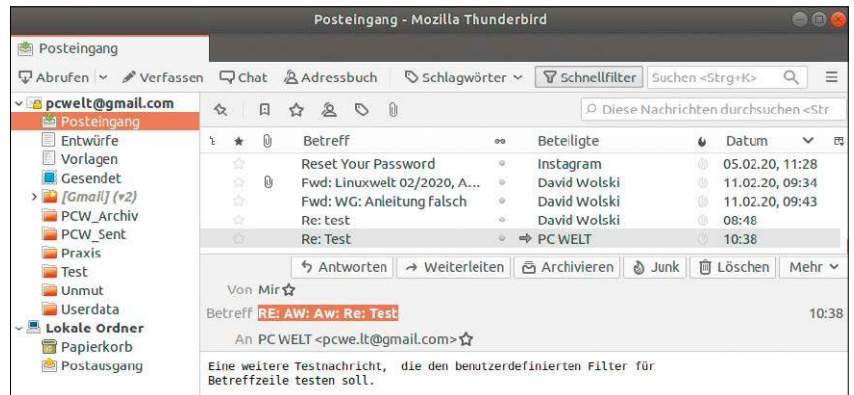 Posteingang - Mozilla Thunderbird
Posteingang
Abrufen Verfassen Chat Adressbuch Schlagwörter Schnellfilter Suchen <Strg+K>
pcwelt@gmail.com
Posteingang
Entwürfe
Vorlagen
Gesendet
[Gmail] (▾2)
PCW_Archiv
PCW_Sent
Praxis
Test
Unmut
Userdata
Lokale Ordner
Papierkorb
Postausgang
Diese Nachrichten durchsuchen <Str
Betreff Beteiligte Datum
Reset Your Password Instagram 05.02.20, 11:28
Fwd: Linuxwelt 02/2020, A... David Wolski 11.02.20, 09:34
Fwd: WG: Anleitung falsch David Wolski 11.02.20, 09:43
Re: test David Wolski 08:48
Re: Test PC WELT 10:38
Antworten Weiterleiten Archivieren Junk Löschen Mehr
Von Mir
Betreff RE: AW: Aw: Re: Test 10:38
An PC WELT <pcwe.lt@gmail.com>
Eine weitere Testnachricht, die den benutzerdefinierten Filter für
Betreffzeile testen soll.